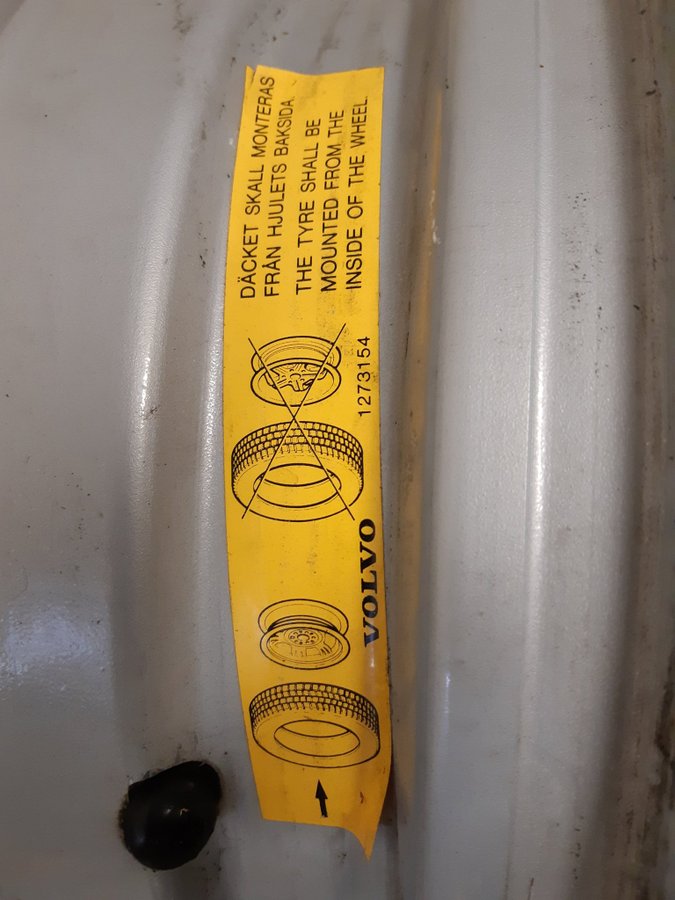 DÄCKET SKALL MONTERAS
FRÅN HJULETS BAKSIDA.
THE TYRE SHALL BE
MOUNTED FROM THE
INSIDE OF THE WHEEL.
1273154
VOLVO